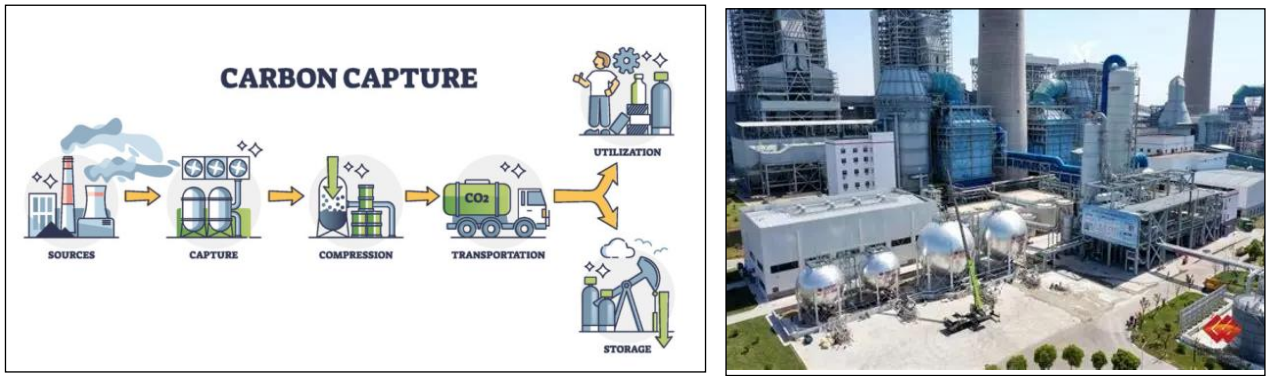 CARBON CAPTURE
UTILIZATION
SOURCES
CAPTURE
COMPRESSION
CO₂
TRANSPORTATION
STORAGE